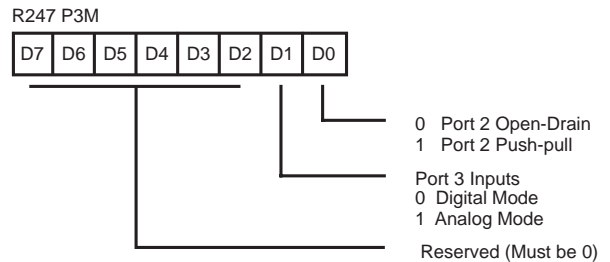 R247 P3M
D7 D6 D5 D4 D3 D2 D1 D0
0 Port 2 Open-Drain
1 Port 2 Push-pull
Port 3 Inputs
0 Digital Mode
1 Analog Mode
Reserved (Must be 0)